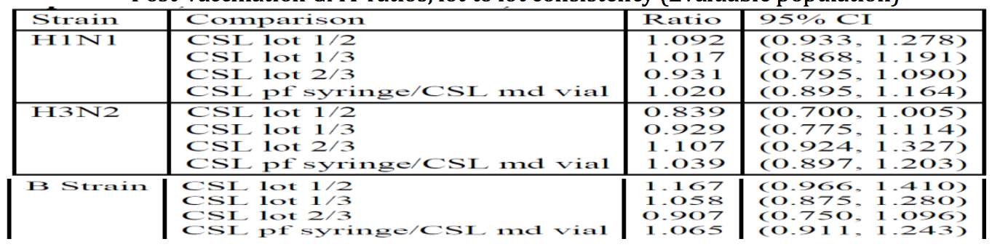 Post-vaccination GMT ratios, lot to lot consistency (Evaluable population)
Strain Comparison Ratio 95% CI
H1N1 CSL lot 1/2 1.092 (0.933, 1.278)
CSL lot 1/3 1.017 (0.868, 1.191)
CSL lot 2/3 0.931 (0.795, 1.090)
CSL pf syringe/CSL md vial 1.020 (0.895, 1.164)
H3N2 CSL lot 1/2 0.839 (0.700, 1.005)
CSL lot 1/3 0.929 (0.775, 1.114)
CSL lot 2/3 1.107 (0.924, 1.327)
CSL pf syringe/CSL md vial 1.039 (0.897, 1.203)
B Strain CSL lot 1/2 1.167 (0.966, 1.410)
CSL lot 1/3 1.058 (0.875, 1.280)
CSL lot 2/3 0.907 (0.750, 1.096)
CSL pf syringe/CSL md vial 1.065 (0.911, 1.243)